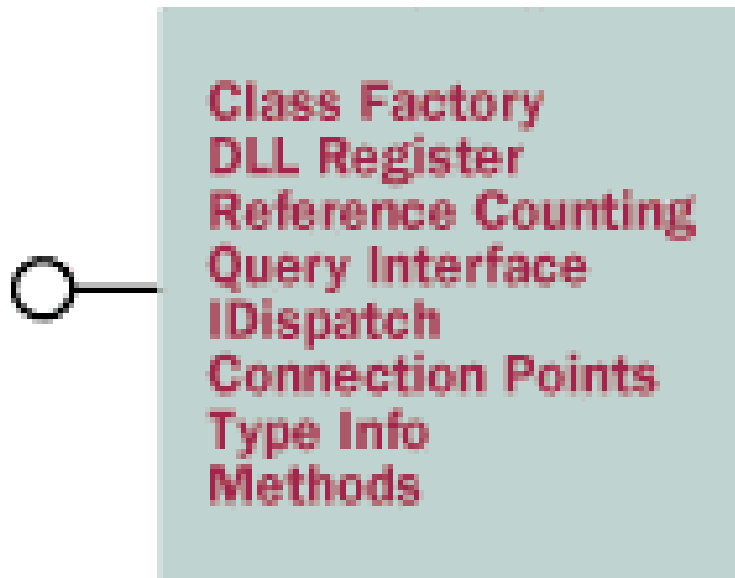 Class Factory
DLL Register
Reference Counting
Query Interface
IDispatch
Connection Points
Type Info
Methods